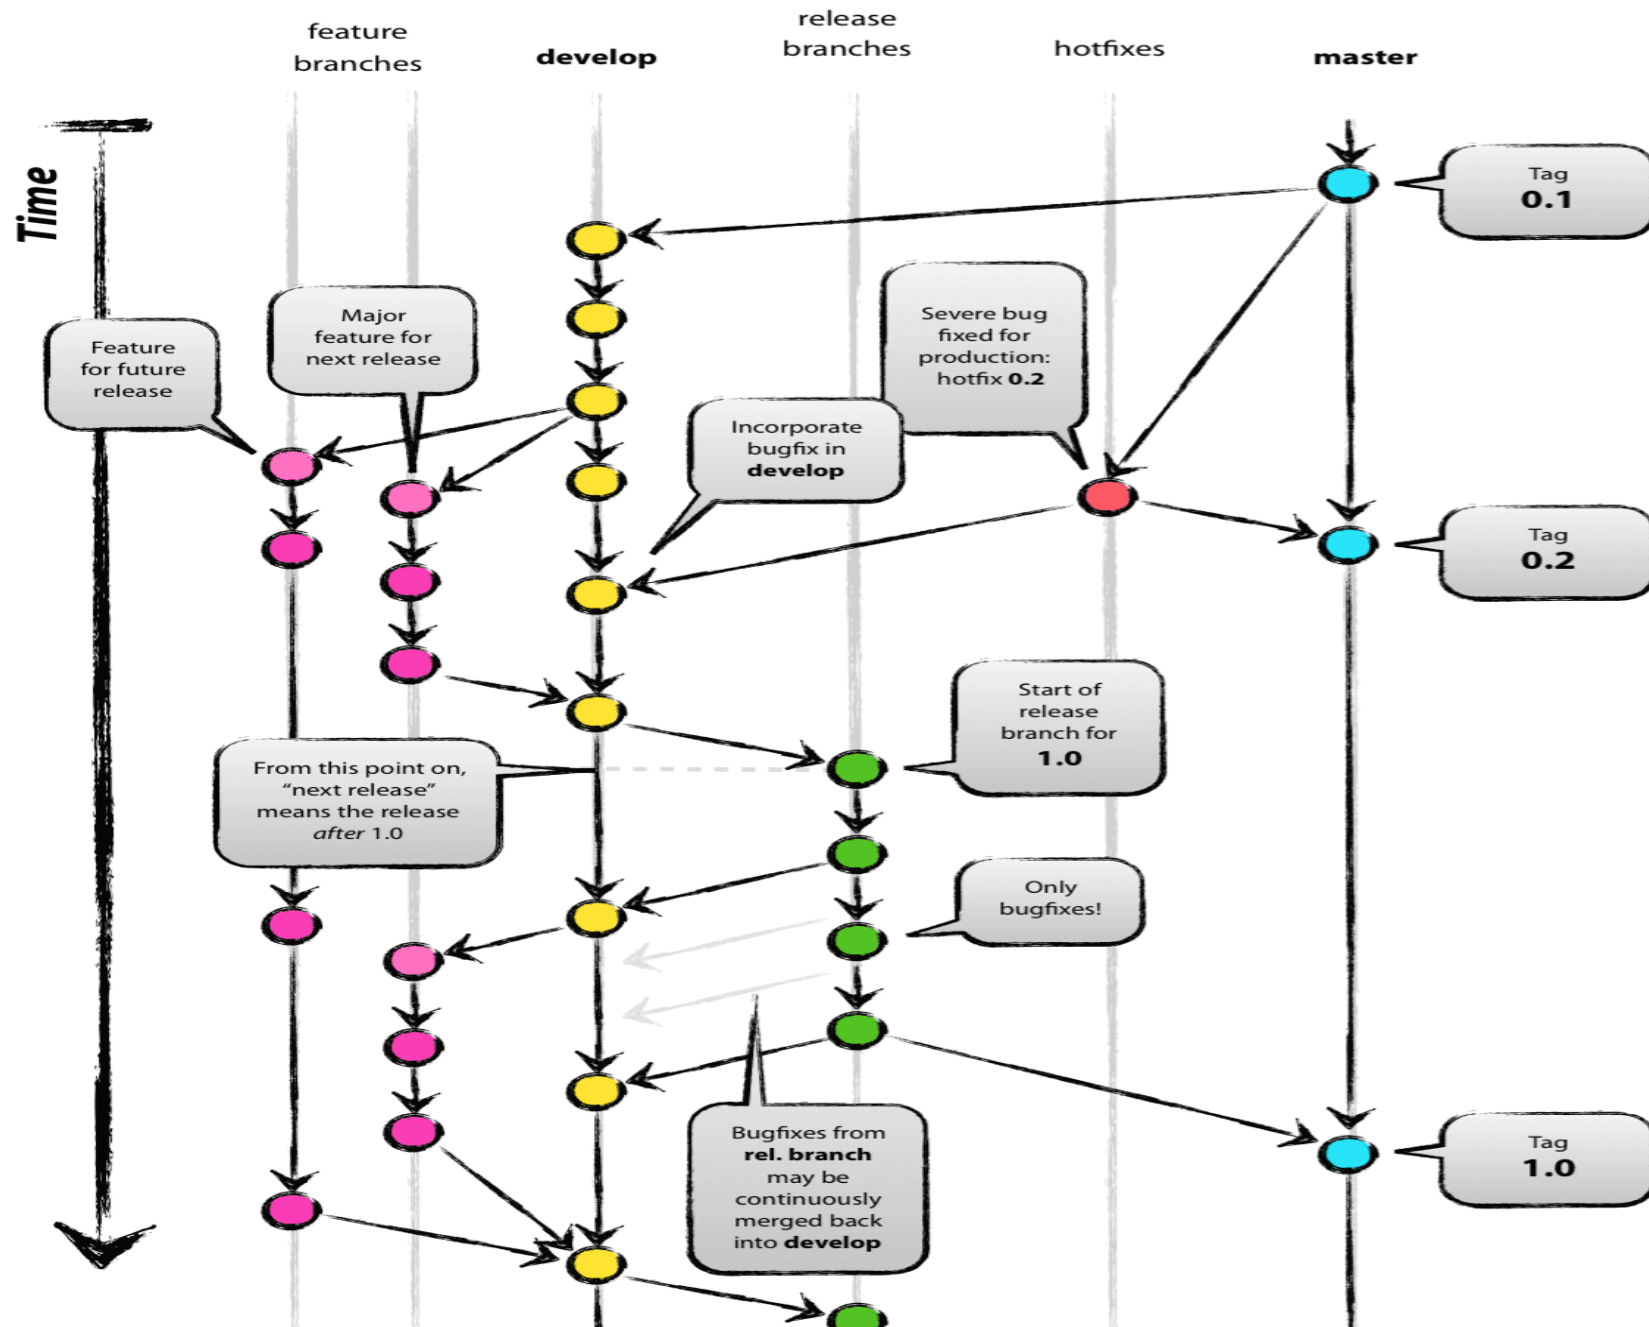 feature
branches
develop
release
branches
hotfixes
master
Time
Tag
0.1
Feature
for future
release
Major
feature for
next release
Severe bug
fixed for
production:
hotfix 0.2
Incorporate
bugfix in
develop
Tag
0.2
Start of
release
branch for
1.0
From this point on,
“next release”
means the release
after 1.0
Only
bugfixes!
Bugfixes from
rel. branch
may be
continuously
merged back
into develop
Tag
1.0